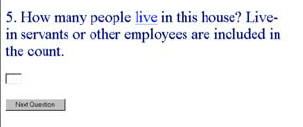 5. How many people live in this house? Live-
in servants or other employees are included in
the count.
Next Question